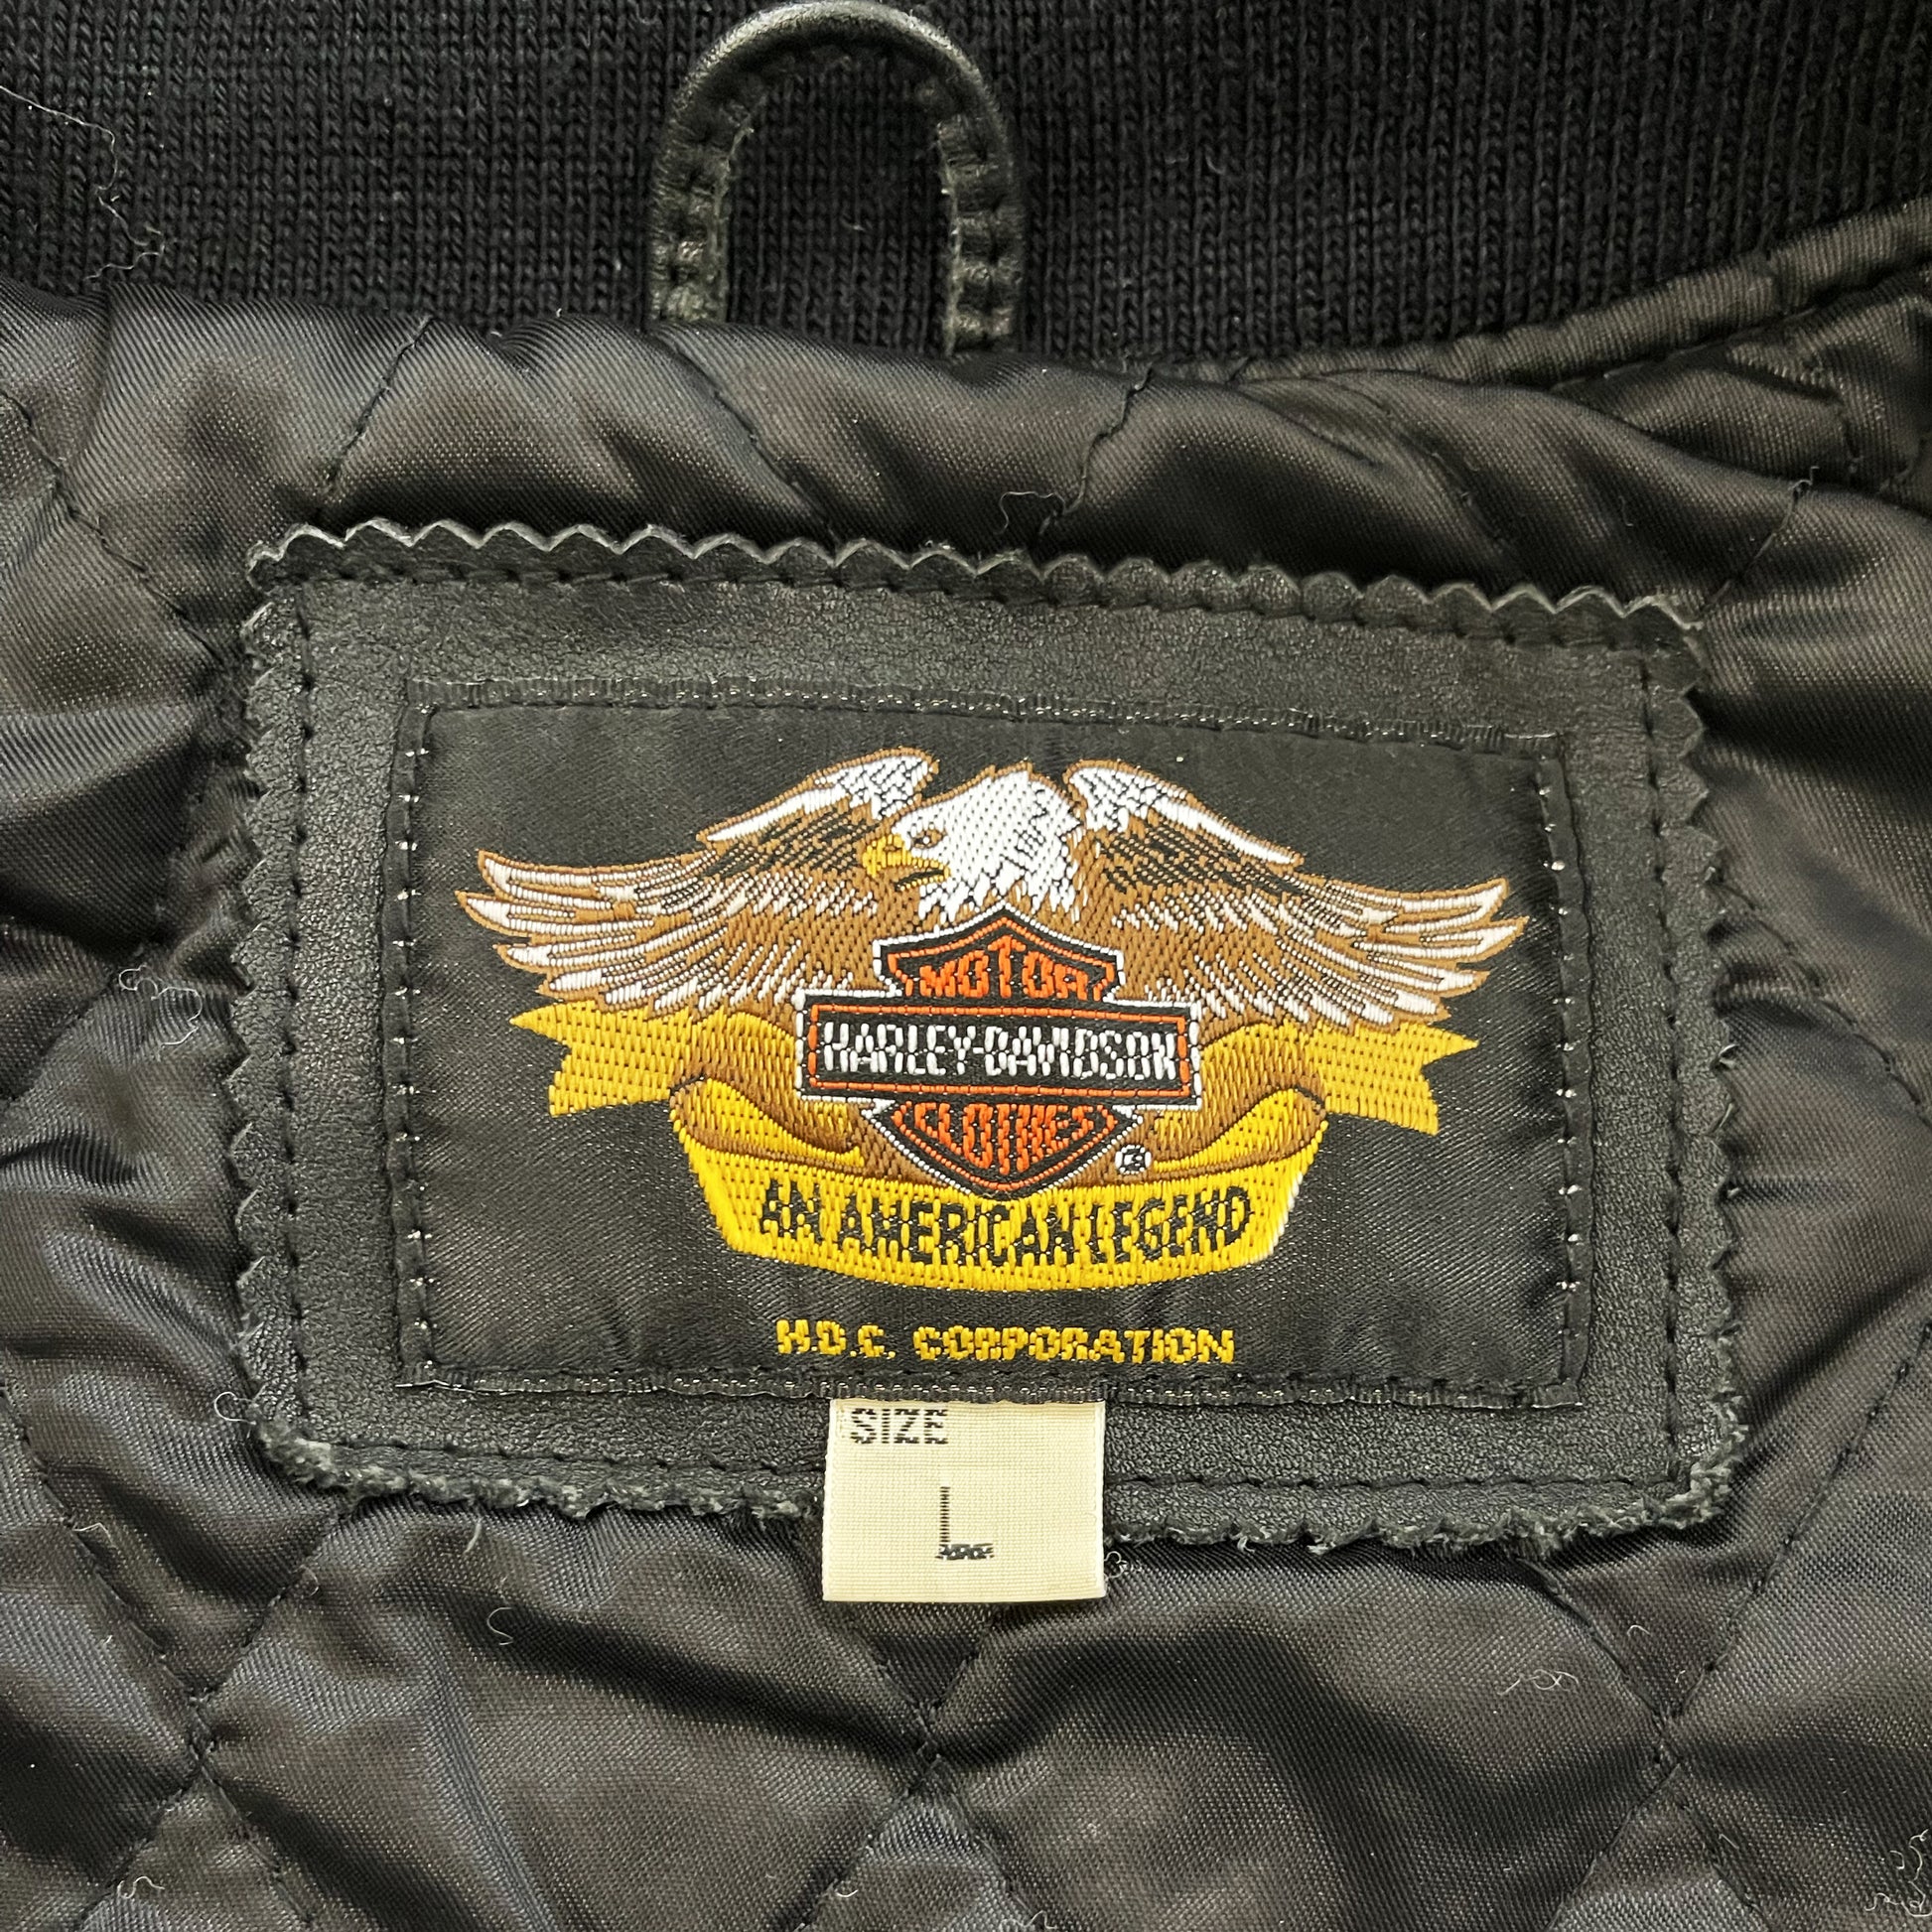 MOTOR
HARLEY-DAVIDSON
CLOTHES
®
AN AMERICAN LEGEND
H.D.C. CORPORATION
SIZE
L